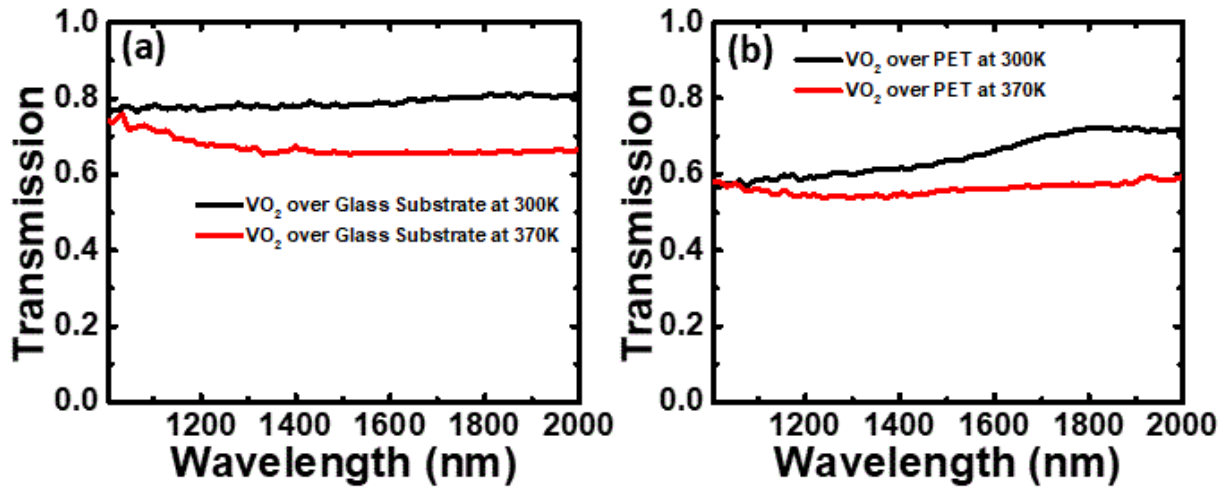 (a)
Transmission
1.0
0.8
0.6
0.4
0.2
0.0
VO₂ over Glass Substrate at 300K
VO₂ over Glass Substrate at 370K
1200 1400 1600 1800 2000
Wavelength (nm)
(b)
Transmission
1.0
0.8
0.6
0.4
0.2
0.0
VO₂ over PET at 300K
VO₂ over PET at 370K
1200 1400 1600 1800 2000
Wavelength (nm)